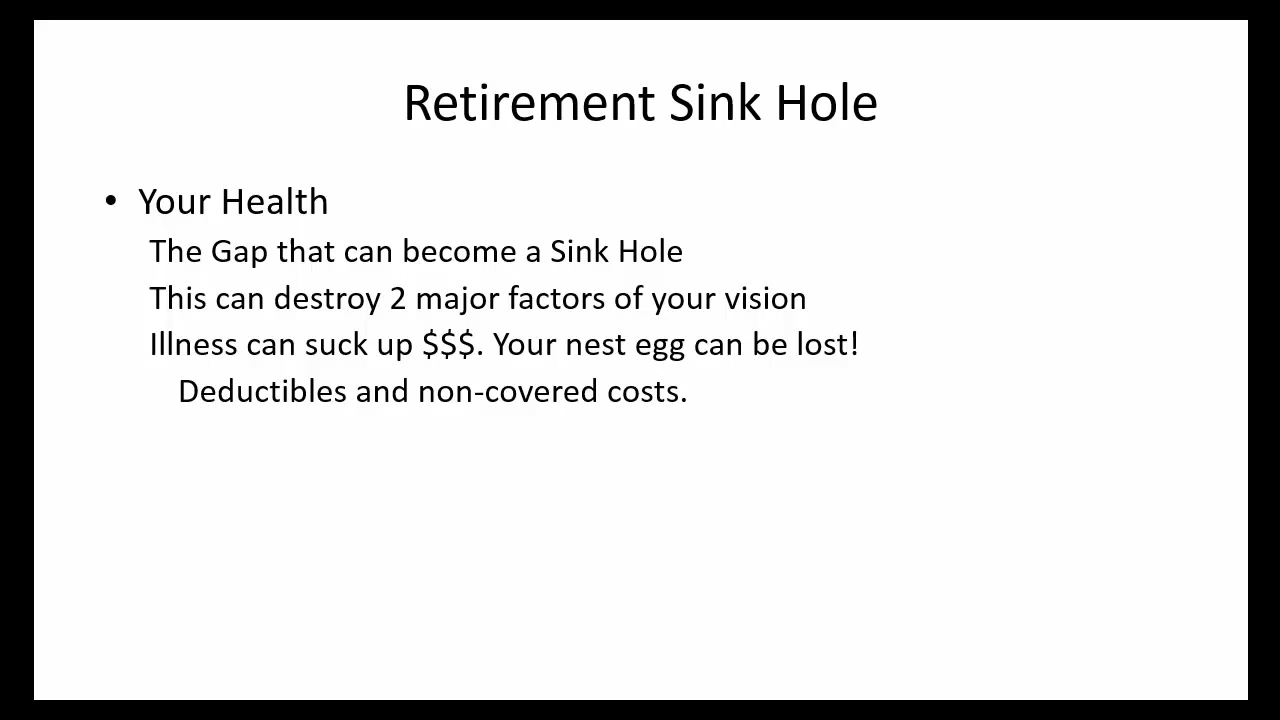 Retirement Sink Hole
• Your Health
The Gap that can become a Sink Hole
This can destroy 2 major factors of your vision
Illness can suck up $$$. Your nest egg can be lost!
Deductibles and non-covered costs.